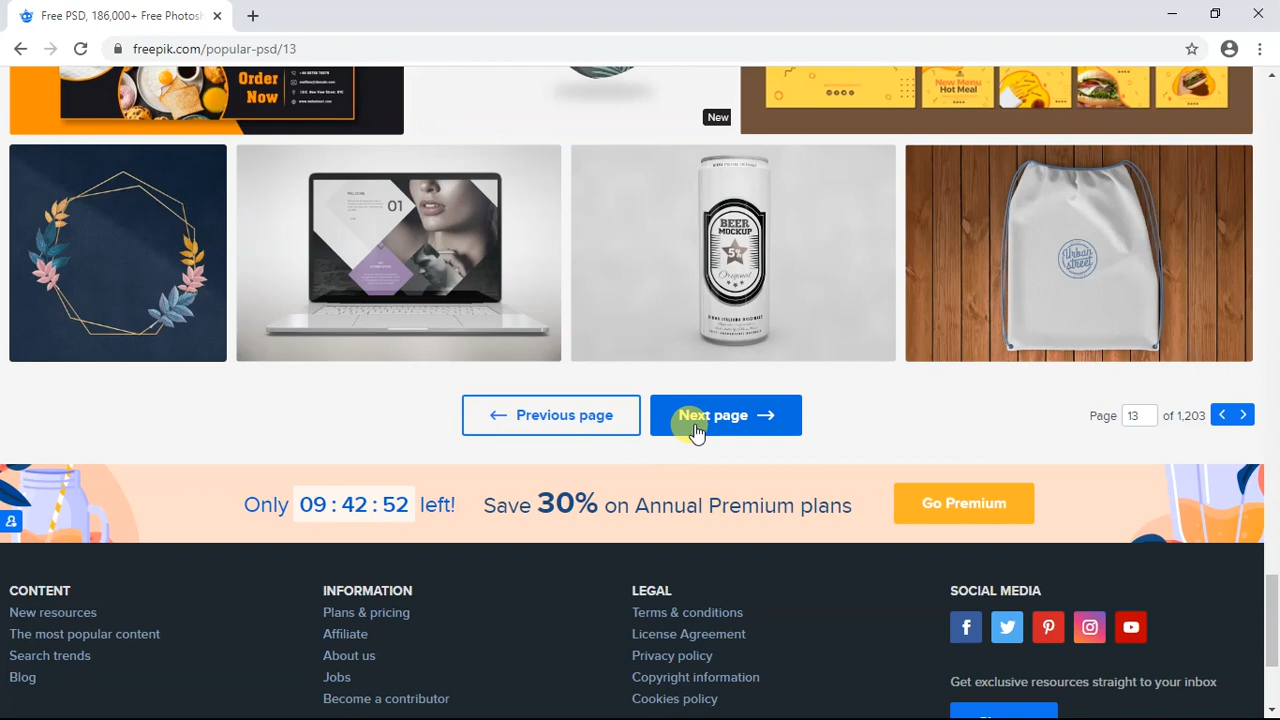 Free PSD, 186,000+ Free Photosh
freepik.com/popular-psd/13
Order
Now
New
New Menu
Hot Meal
WELCOME
01
BEER
MOCKUP
5%
Original
Urban
street
← Previous page
Next page →
Page 13 of 1,203
Only 09:42:52 left!
Save 30% on Annual Premium plans
Go Premium
CONTENT
New resources
The most popular content
Search trends
Blog
INFORMATION
Plans & pricing
Affiliate
About us
Jobs
Become a contributor
LEGAL
Terms & conditions
License Agreement
Privacy policy
Copyright information
Cookies policy
SOCIAL MEDIA
Get exclusive resources straight to your inbox